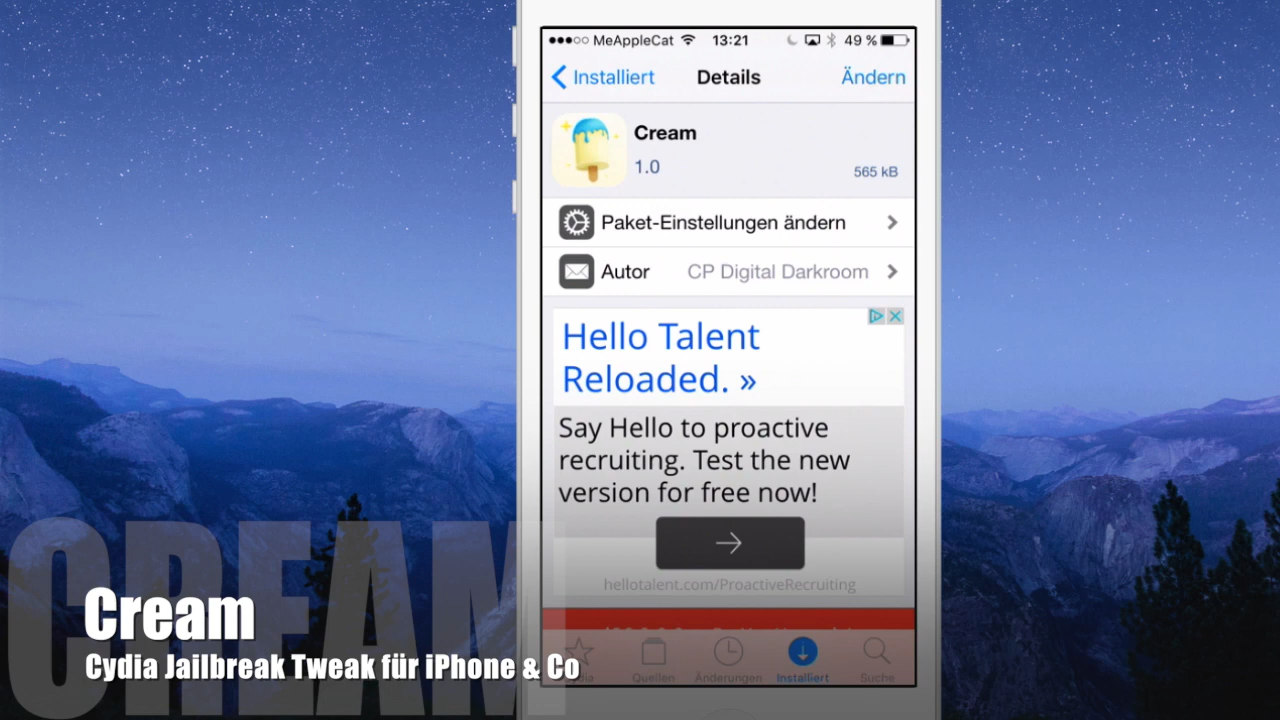 MeAppleCat 13:21 49 %
Installiert Details Ändern
Cream
1.0
565 kB
Paket-Einstellungen ändern
Autor CP Digital Darkroom
Hello Talent
Reloaded. »
Say Hello to proactive
recruiting. Test the new
version for free now!
hellotalent.com/ProactiveRecruiting
Quellen Änderungen Installiert Suche
CREAM
Cream
Cydia Jailbreak Tweak für iPhone & Co